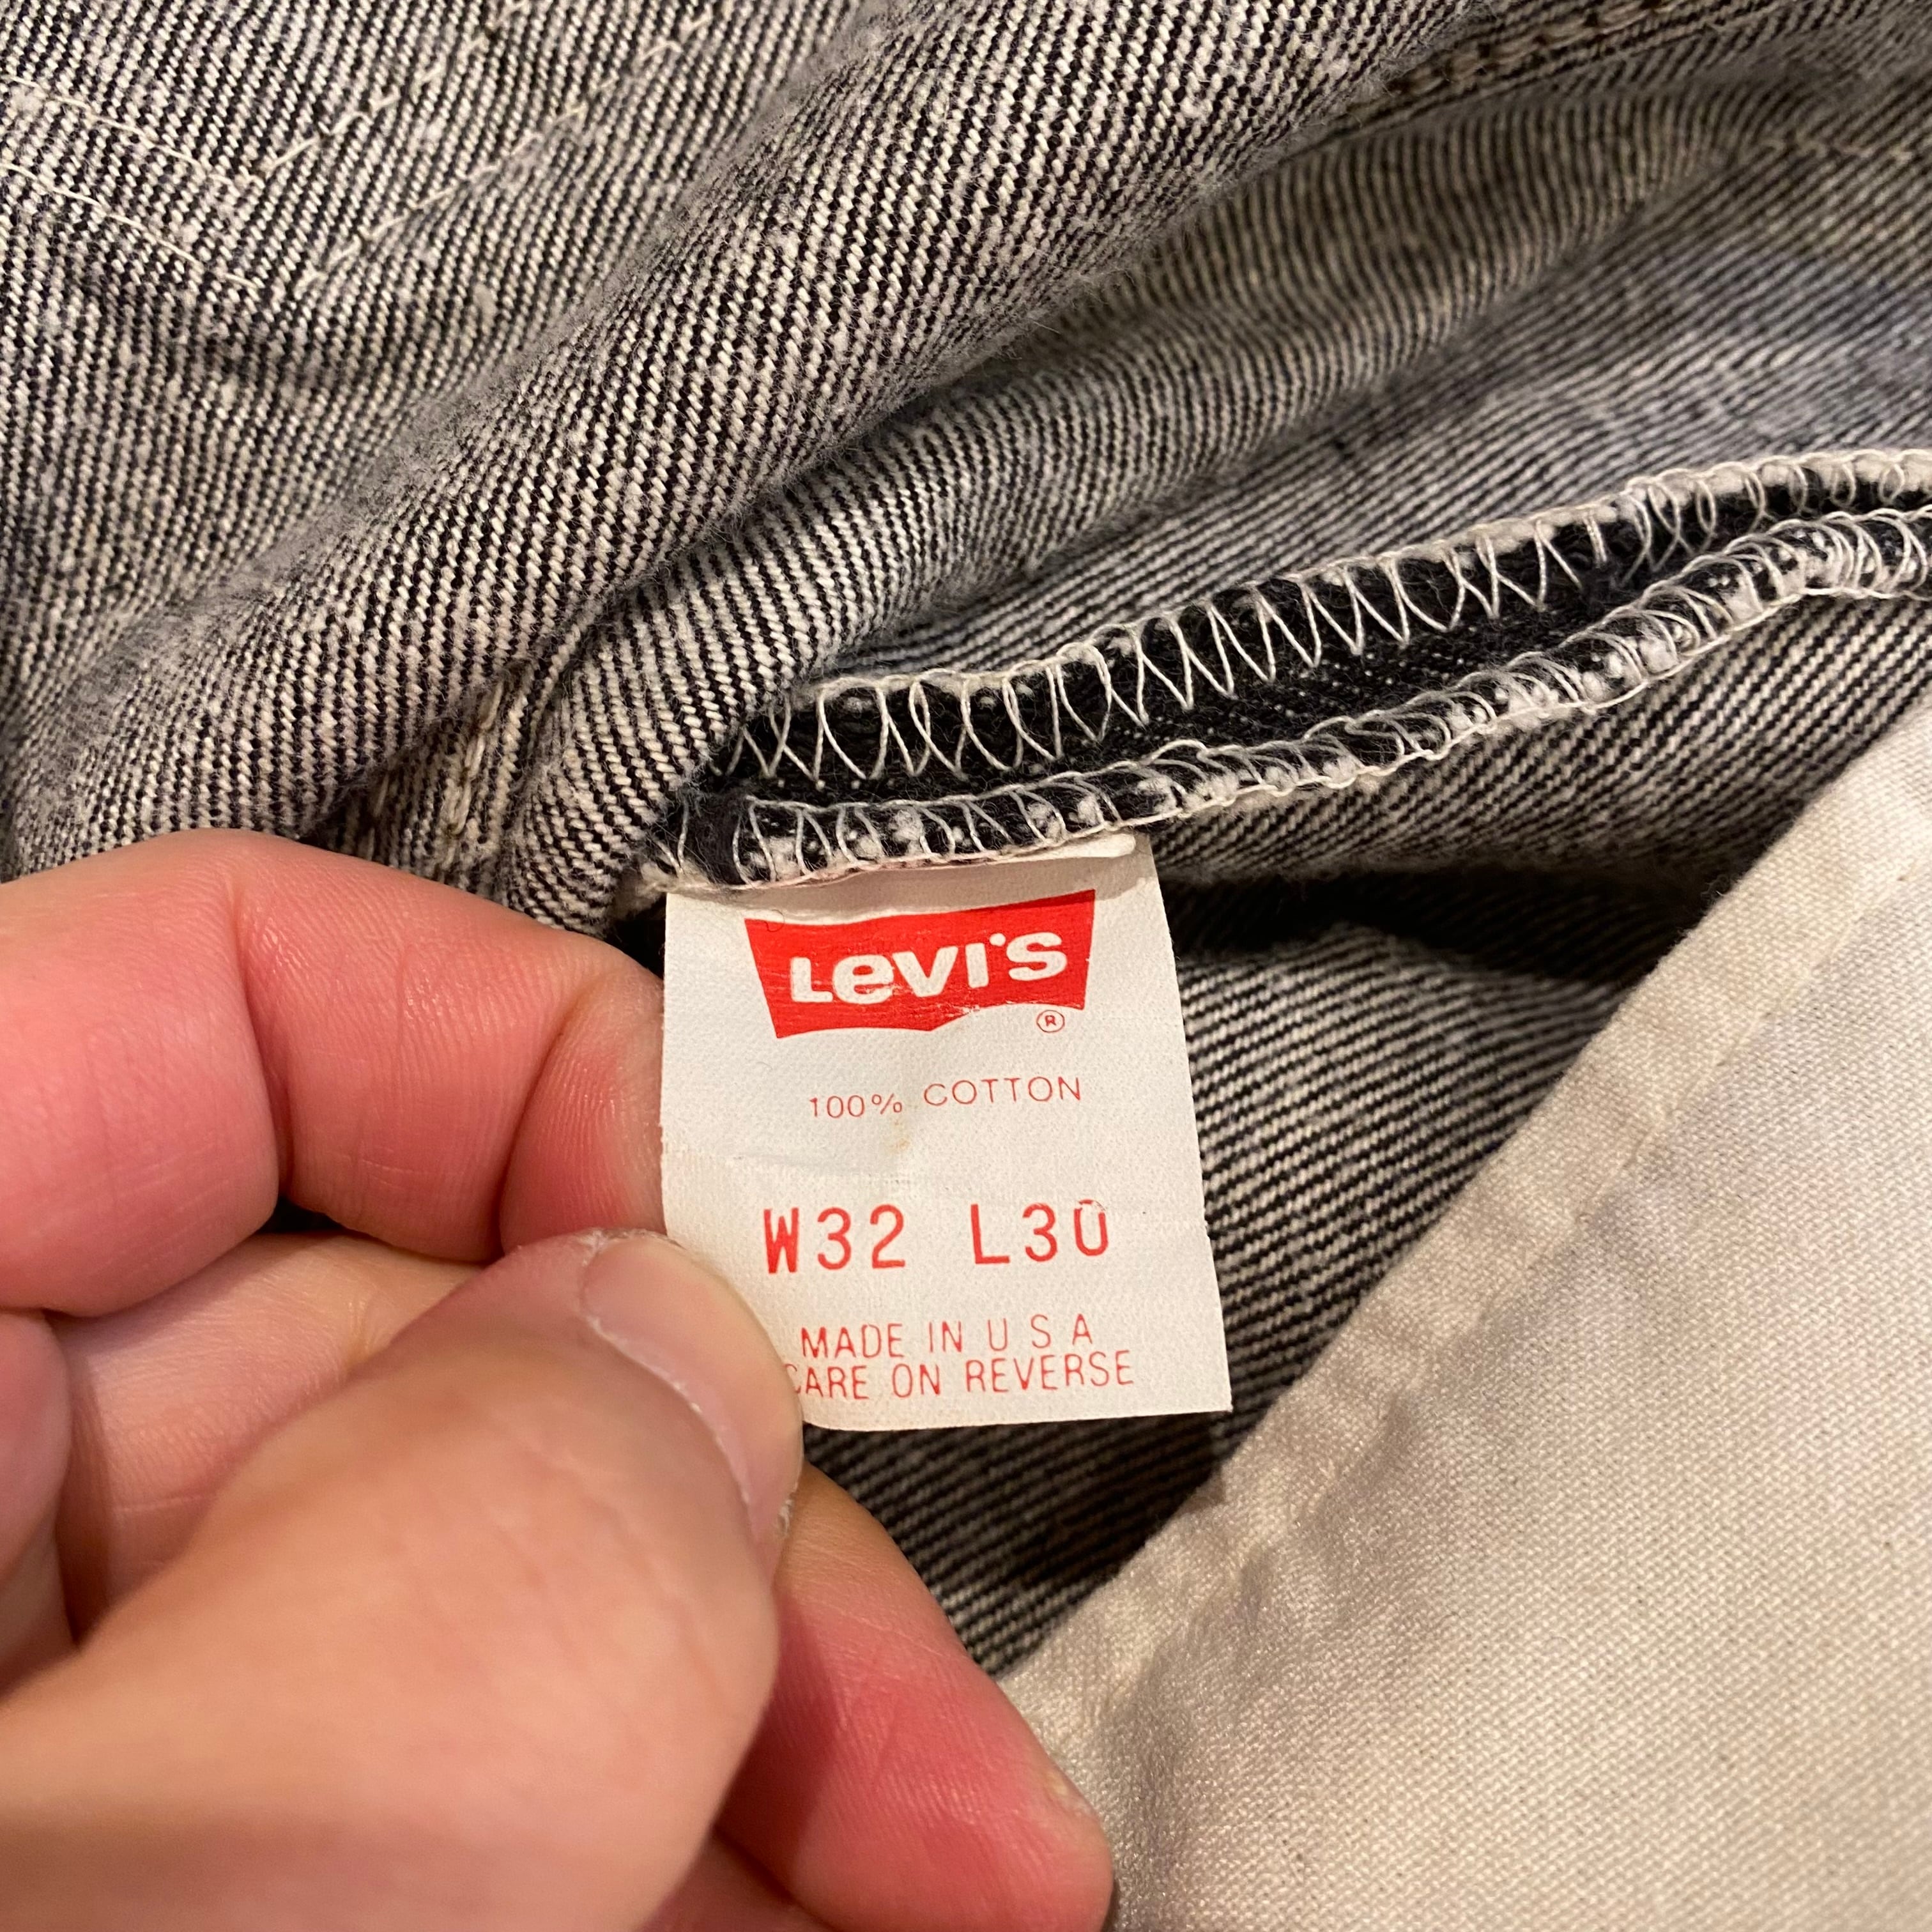 Levi's ®
100% COTTON
W32 L30
MADE IN U S A
CARE ON REVERSE